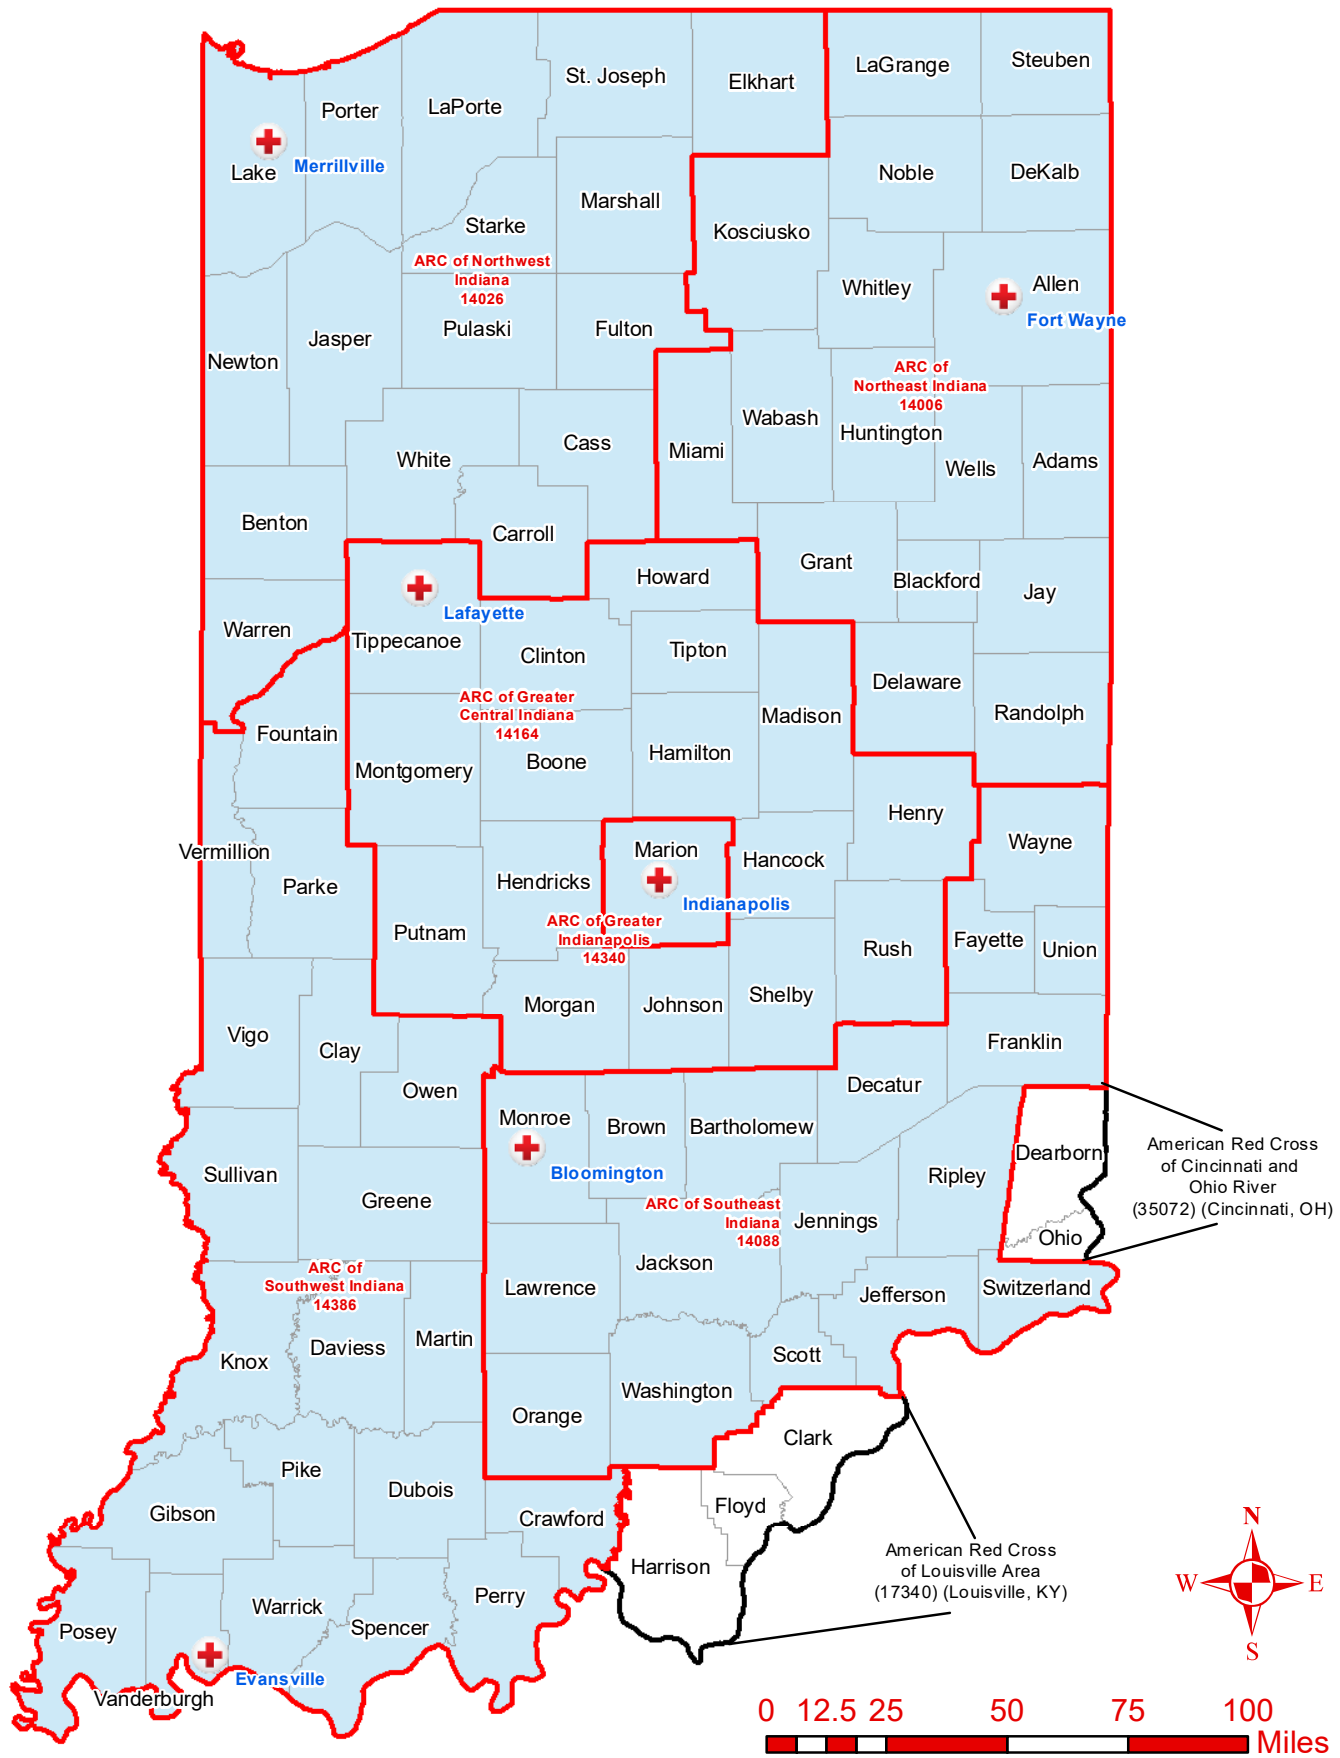 St. Joseph
Elkhart
LaGrange
Steuben
Porter
LaPorte
Lake
Merrillville
Noble
DeKalb
Marshall
Starke
Kosciusko
ARC of Northwest
Indiana
14026
Whitley
Allen
Fort Wayne
Pulaski
Fulton
Jasper
Newton
ARC of
Northeast Indiana
14006
Wabash
Huntington
Cass
Miami
White
Wells
Adams
Benton
Carroll
Howard
Grant
Blackford
Jay
Lafayette
Warren
Tippecanoe
Clinton
Tipton
Delaware
ARC of Greater
Central Indiana
14164
Madison
Randolph
Fountain
Boone
Hamilton
Montgomery
Henry
Wayne
Vermillion
Marion
Hancock
Parke
Hendricks
Indianapolis
Putnam
ARC of Greater
Indianapolis
14340
Rush
Fayette
Union
Morgan
Johnson
Shelby
Vigo
Clay
Franklin
Owen
Decatur
Monroe
Brown
Bartholomew
Bloomington
Dearborn
American Red Cross
of Cincinnati and
Ohio River
(35072) (Cincinnati, OH)
Sullivan
Greene
Ripley
ARC of Southeast
Indiana
14088
Jennings
Ohio
Jackson
ARC of
Southwest Indiana
14386
Lawrence
Jefferson
Switzerland
Martin
Daviess
Knox
Scott
Washington
Orange
Clark
Pike
Dubois
Gibson
Crawford
Floyd
Harrison
American Red Cross
of Louisville Area
(17340) (Louisville, KY)
N
W
E
S
Perry
Warrick
Spencer
Posey
Evansville
Vanderburgh
0 12.5 25 50 75 100
Miles